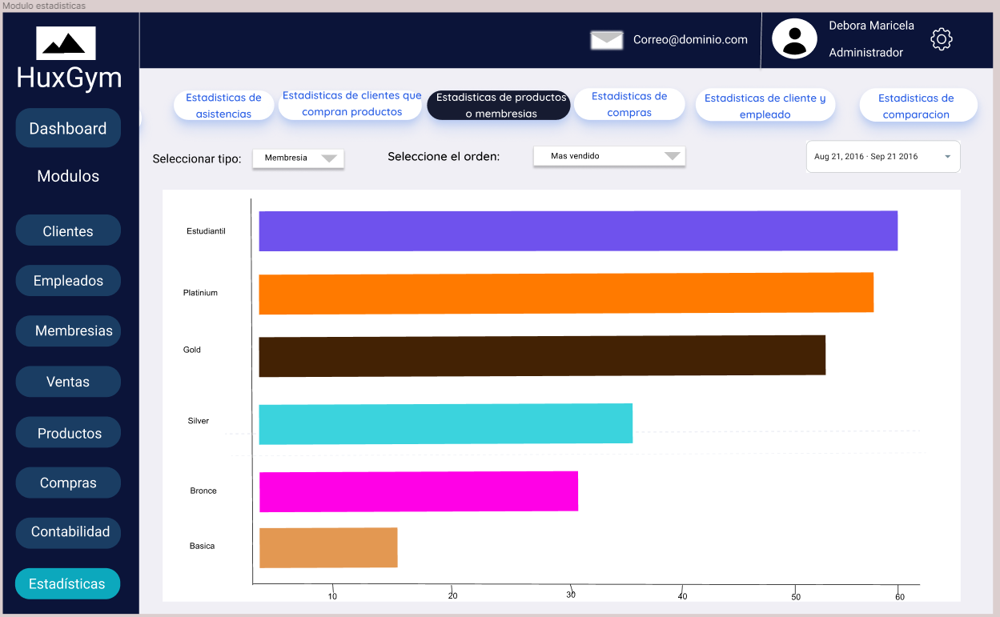 Modulo estadisticas
HuxGym
Correo@dominio.com
Debora Maricela
Administrador
Dashboard
Modulos
Clientes
Empleados
Membresias
Ventas
Productos
Compras
Contabilidad
Estadísticas
Estadisticas de
asistencias
Estadisticas de clientes que
compran productos
Estadisticas de productos
o membresias
Estadisticas de
compras
Estadisticas de cliente y
empleado
Estadisticas de
comparacion
Seleccionar tipo:
Membresia
Seleccione el orden:
Mas vendido
Aug 21, 2016 - Sep 21 2016
Estudiantil
Platinium
Gold
Silver
Bronce
Basica
10 20 30 40 50 60